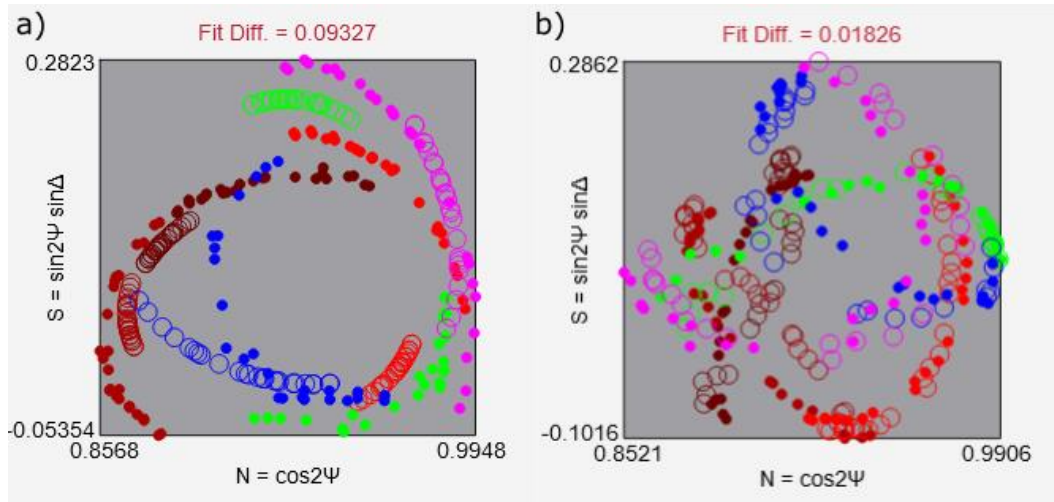 a)
Fit Diff. = 0.09327
0.2823
S = sin2Ψ sinΔ
-0.05354
0.8568
0.9948
N = cos2Ψ
b)
Fit Diff. = 0.01826
0.2862
S = sin2Ψ sinΔ
-0.1016
0.8521
0.9906
N = cos2Ψ